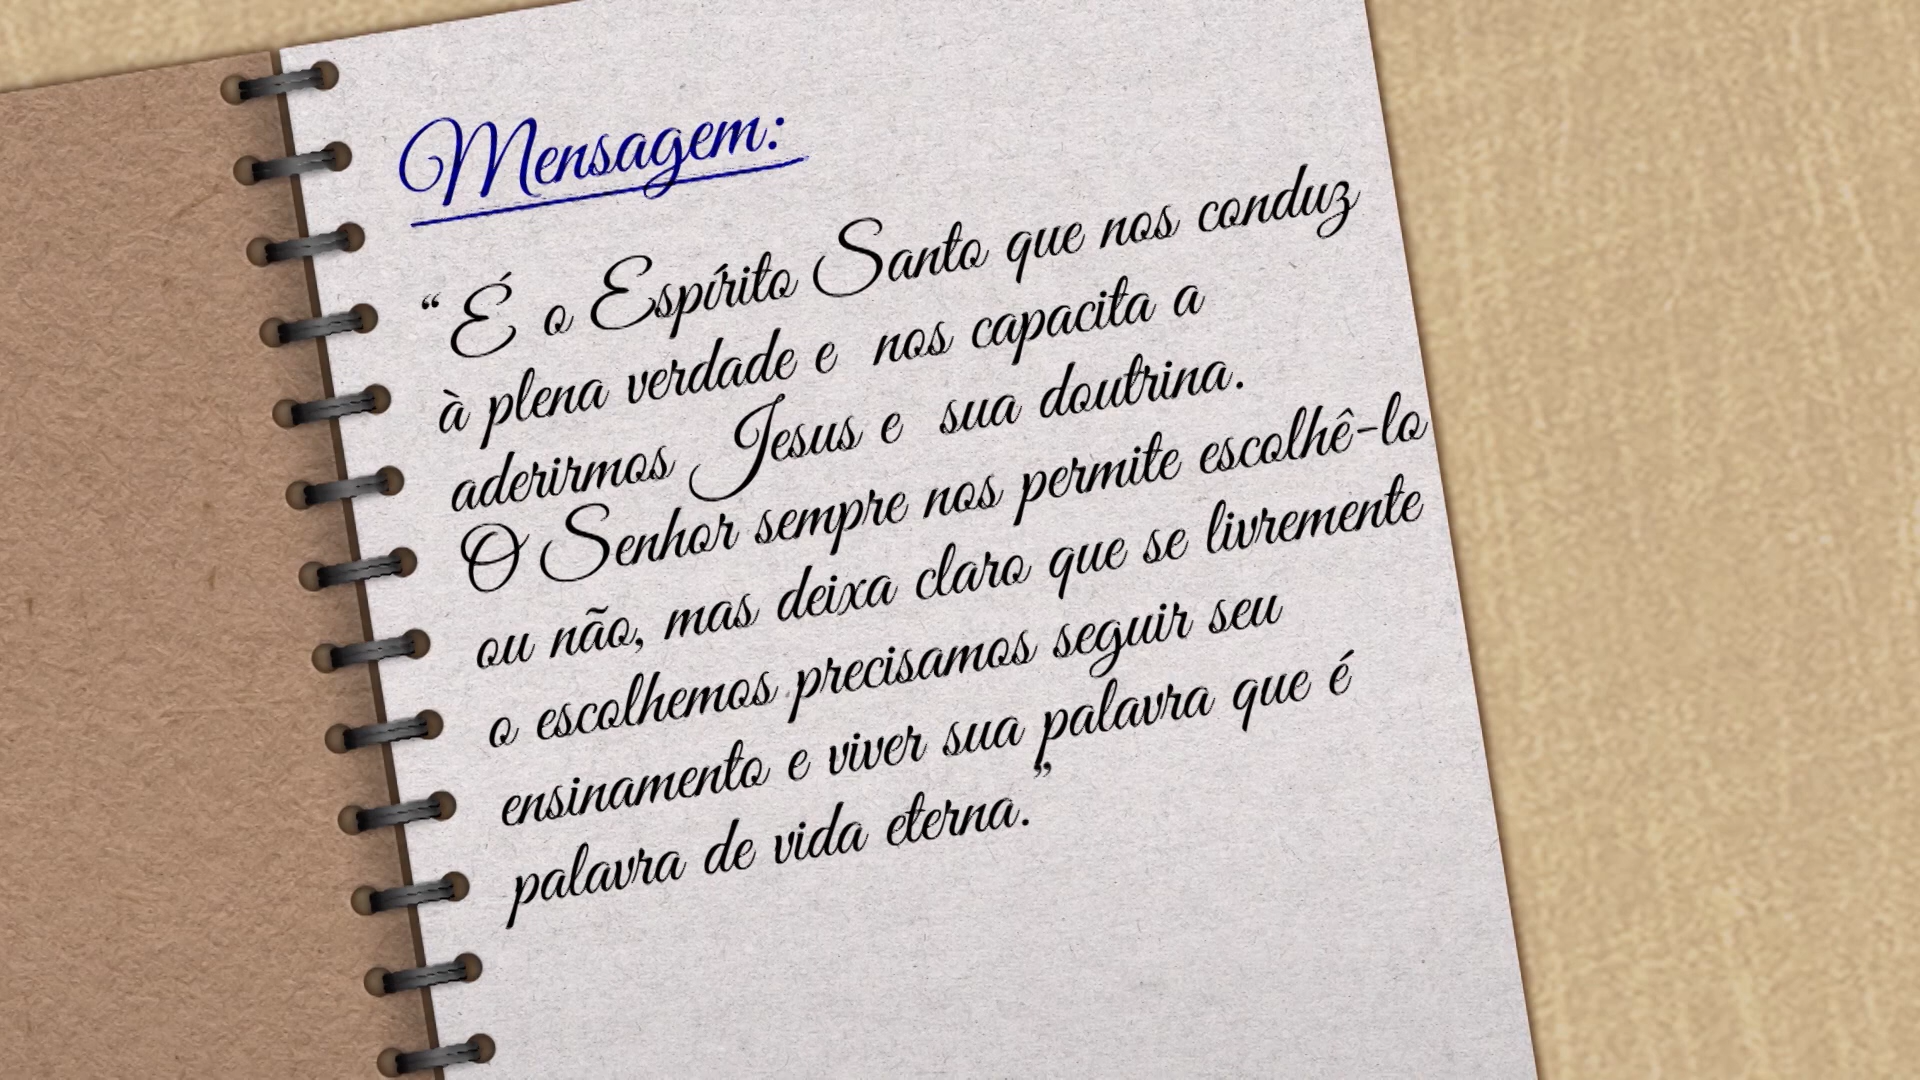 Mensagem:
“ É o Espírito Santo que nos conduz
à plena verdade e nos capacita a
aderirmos Jesus e sua doutrina.
O Senhor sempre nos permite escolhê-lo
ou não, mas deixa claro que se livremente
o escolhemos precisamos seguir seu
ensinamento e viver sua palavra que é
palavra de vida eterna.”